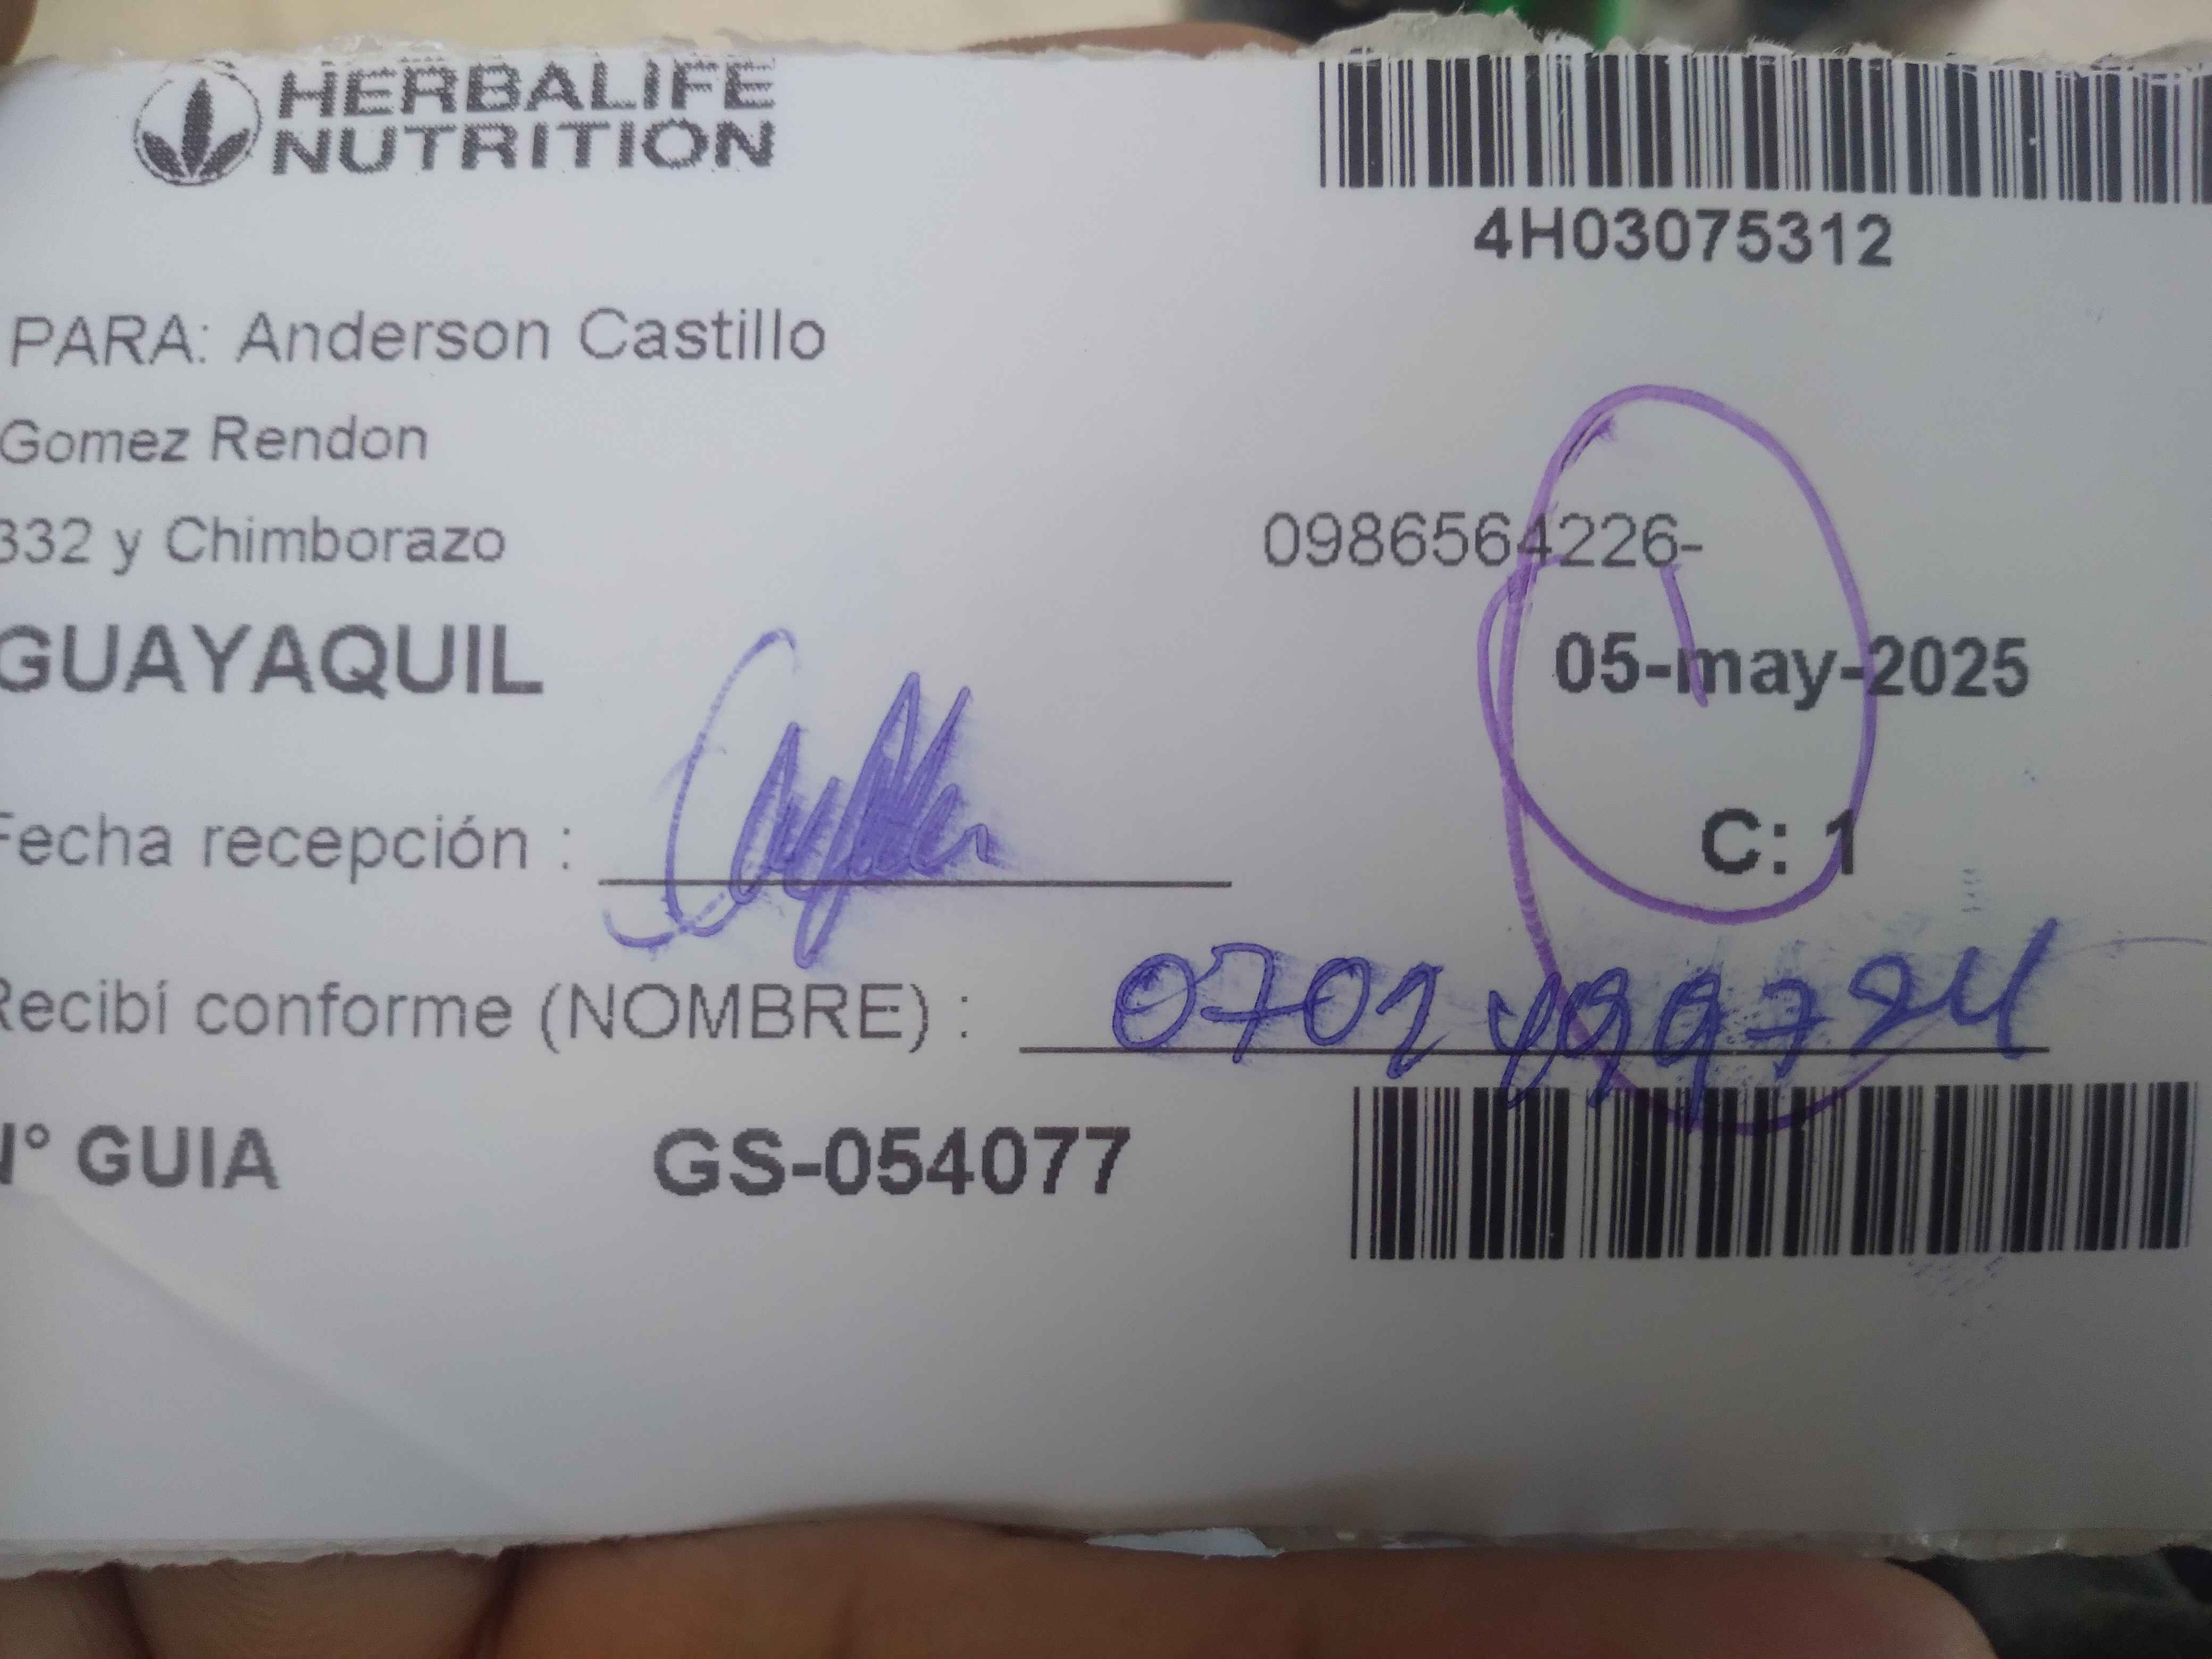 HERBALIFE
NUTRITION
4H03075312
PARA: Anderson Castillo
Gomez Rendon
332 y Chimborazo
0986564226-
GUAYAQUIL
05-may-2025
C: 1
Fecha recepción :
Recibí conforme (NOMBRE) :
N° GUIA GS-054077